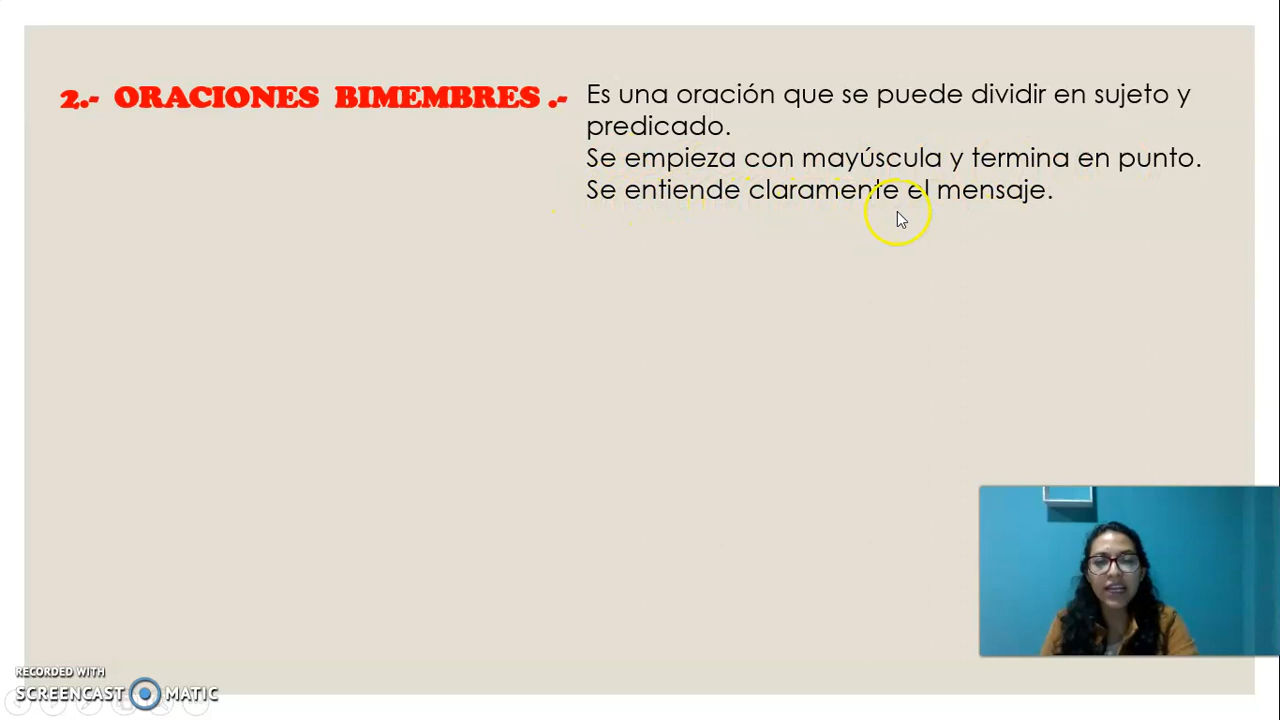 2.- ORACIONES BIMEMBRES .- Es una oración que se puede dividir en sujeto y
predicado.
Se empieza con mayúscula y termina en punto.
Se entiende claramente el mensaje.
RECORDED WITH
SCREENCAST MATIC